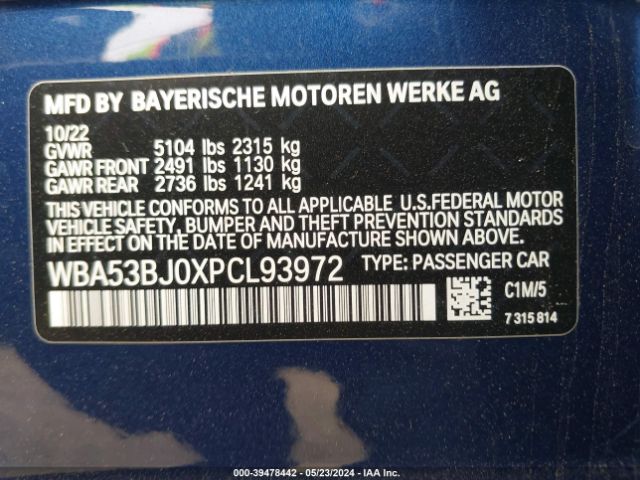 MFD BY BAYERISCHE MOTOREN WERKE AG
10/22
GVWR 5104 lbs 2315 kg
GAWR FRONT 2491 lbs 1130 kg
GAWR REAR 2736 lbs 1241 kg
THIS VEHICLE CONFORMS TO ALL APPLICABLE U.S.FEDERAL MOTOR
VEHICLE SAFETY, BUMPER AND THEFT PREVENTION STANDARDS
IN EFFECT ON THE DATE OF MANUFACTURE SHOWN ABOVE.
WBA53BJ0XPCL93972 TYPE: PASSENGER CAR
C1M/5
7 315 814
000-39478442 - 05/23/2024 - IAA Inc.